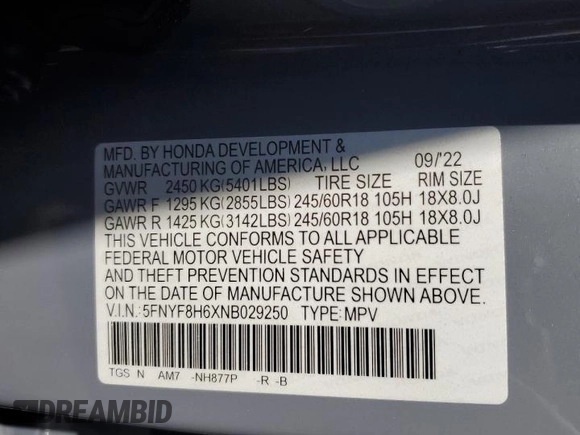 MFD. BY HONDA DEVELOPMENT &
MANUFACTURING OF AMERICA, LLC 09/'22
GVWR 2450 KG(5401LBS) TIRE SIZE RIM SIZE
GAWR F 1295 KG(2855LBS) 245/60R18 105H 18X8.0J
GAWR R 1425 KG(3142LBS) 245/60R18 105H 18X8.0J
THIS VEHICLE CONFORMS TO ALL APPLICABLE
FEDERAL MOTOR VEHICLE SAFETY
AND THEFT PREVENTION STANDARDS IN EFFECT
ON THE DATE OF MANUFACTURE SHOWN ABOVE.
V.I.N.:5FNYF8H6XNB029250 TYPE:MPV
TGS N AM7 -NH877P -R -B
DREAMBID